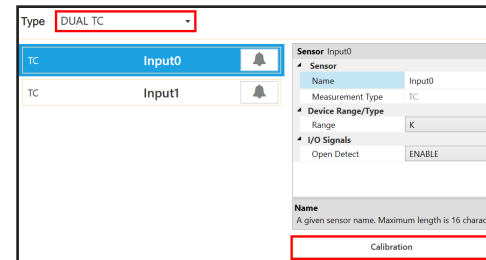 Type DUAL TC
TC Input0
TC Input1
Sensor Input0
Sensor
Name Input0
Measurement Type TC
Device Range/Type
Range K
I/O Signals
Open Detect ENABLE
Name
A given sensor name. Maximum length is 16 charac
Calibration